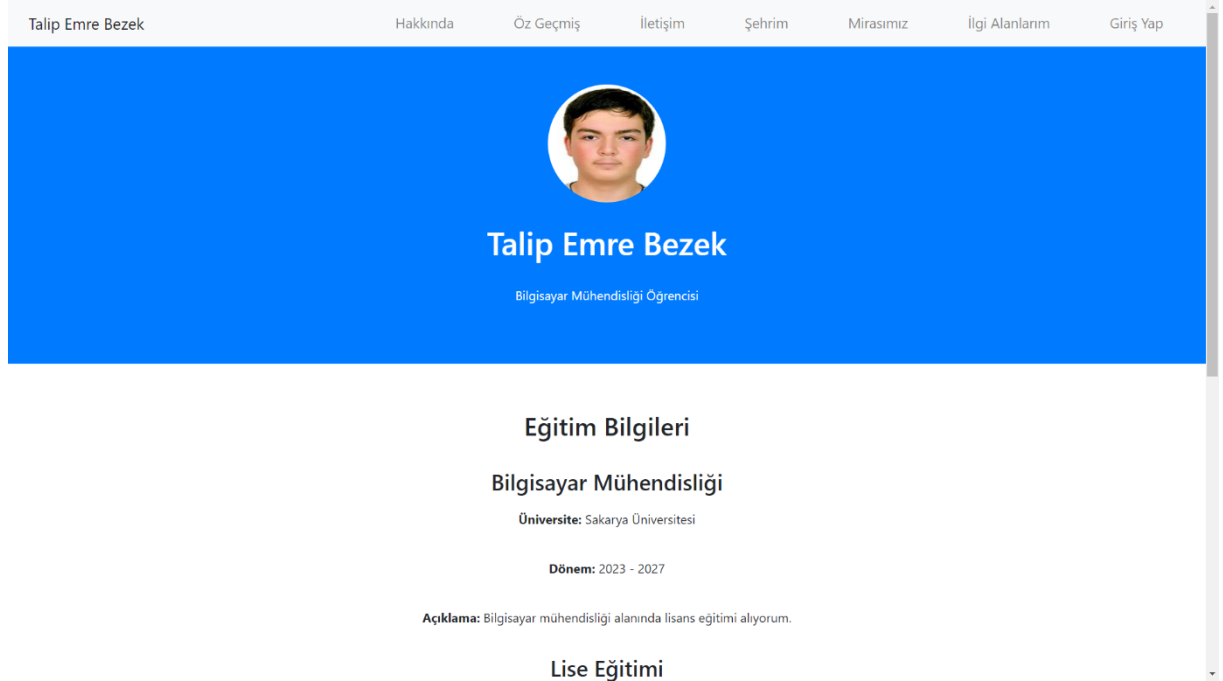 Talip Emre Bezek Hakkında Öz Geçmiş İletişim Şehrim Mirasımız İlgi Alanlarım Giriş Yap
Talip Emre Bezek
Bilgisayar Mühendisliği Öğrencisi
Eğitim Bilgileri
Bilgisayar Mühendisliği
Üniversite: Sakarya Üniversitesi
Dönem: 2023 - 2027
Açıklama: Bilgisayar mühendisliği alanında lisans eğitimi alıyorum.
Lise Eğitimi